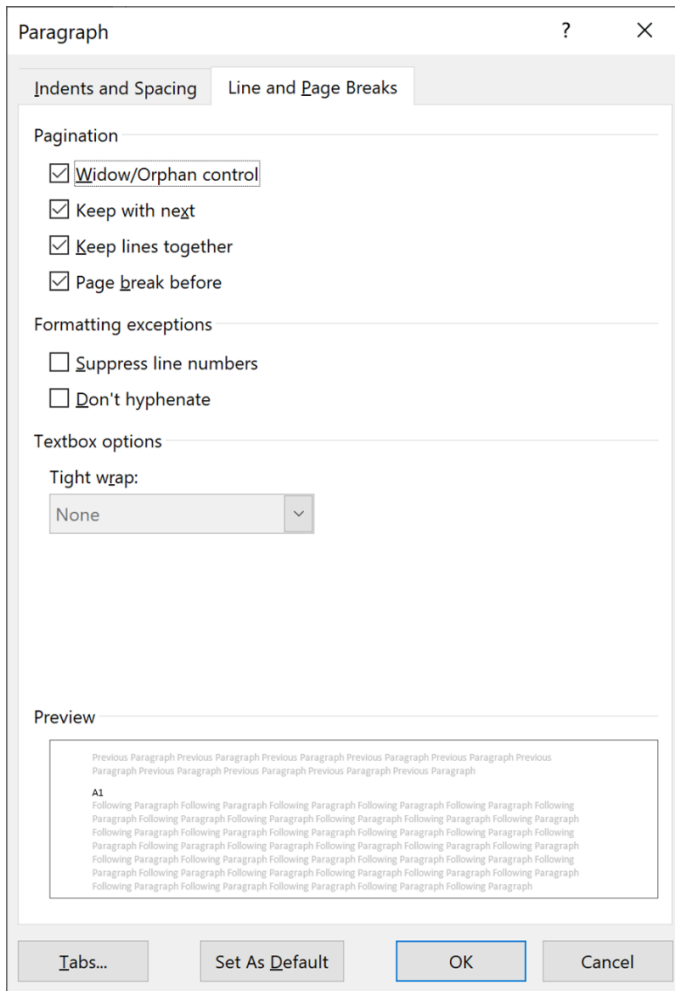 Paragraph ? ×
Indents and Spacing Line and Page Breaks
Pagination
Widow/Orphan control
Keep with next
Keep lines together
Page break before
Formatting exceptions
Suppress line numbers
Don't hyphenate
Textbox options
Tight wrap:
None
Preview
Previous Paragraph Previous Paragraph Previous Paragraph Previous Paragraph Previous Paragraph Previous
Paragraph Previous Paragraph Previous Paragraph Previous Paragraph Previous Paragraph
A1
Following Paragraph Following Paragraph Following Paragraph Following Paragraph Following Paragraph Following
Paragraph Following Paragraph Following Paragraph Following Paragraph Following Paragraph Following Paragraph
Following Paragraph Following Paragraph Following Paragraph Following Paragraph Following Paragraph Following
Paragraph Following Paragraph Following Paragraph Following Paragraph Following Paragraph Following Paragraph
Following Paragraph Following Paragraph Following Paragraph Following Paragraph Following Paragraph Following
Paragraph Following Paragraph Following Paragraph Following Paragraph Following Paragraph Following Paragraph
Following Paragraph Following Paragraph Following Paragraph Following Paragraph Following Paragraph
Tabs... Set As Default OK Cancel